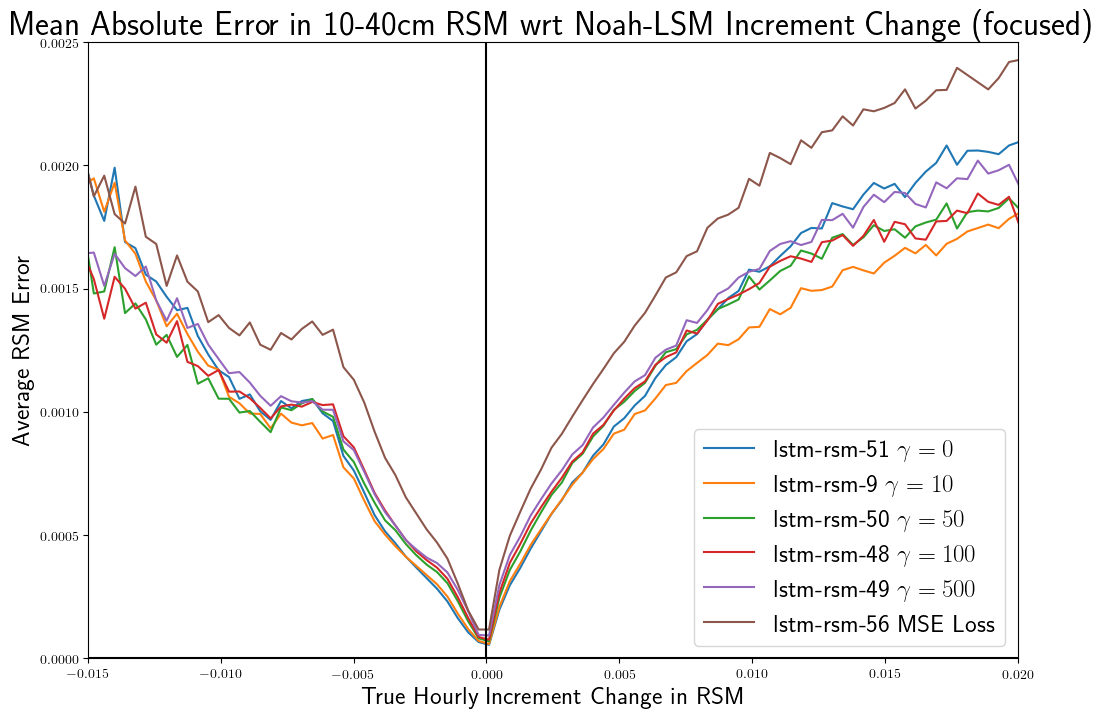 Mean Absolute Error in 10-40cm RSM wrt Noah-LSM Increment Change (focused)
0.0025
0.0020
0.0015
0.0010
0.0005
0.0000
Average RSM Error
lstm-rsm-51 γ = 0
lstm-rsm-9 γ = 10
lstm-rsm-50 γ = 50
lstm-rsm-48 γ = 100
lstm-rsm-49 γ = 500
lstm-rsm-56 MSE Loss
−0.015 −0.010 −0.005 0.000 0.005 0.010 0.015 0.020
True Hourly Increment Change in RSM